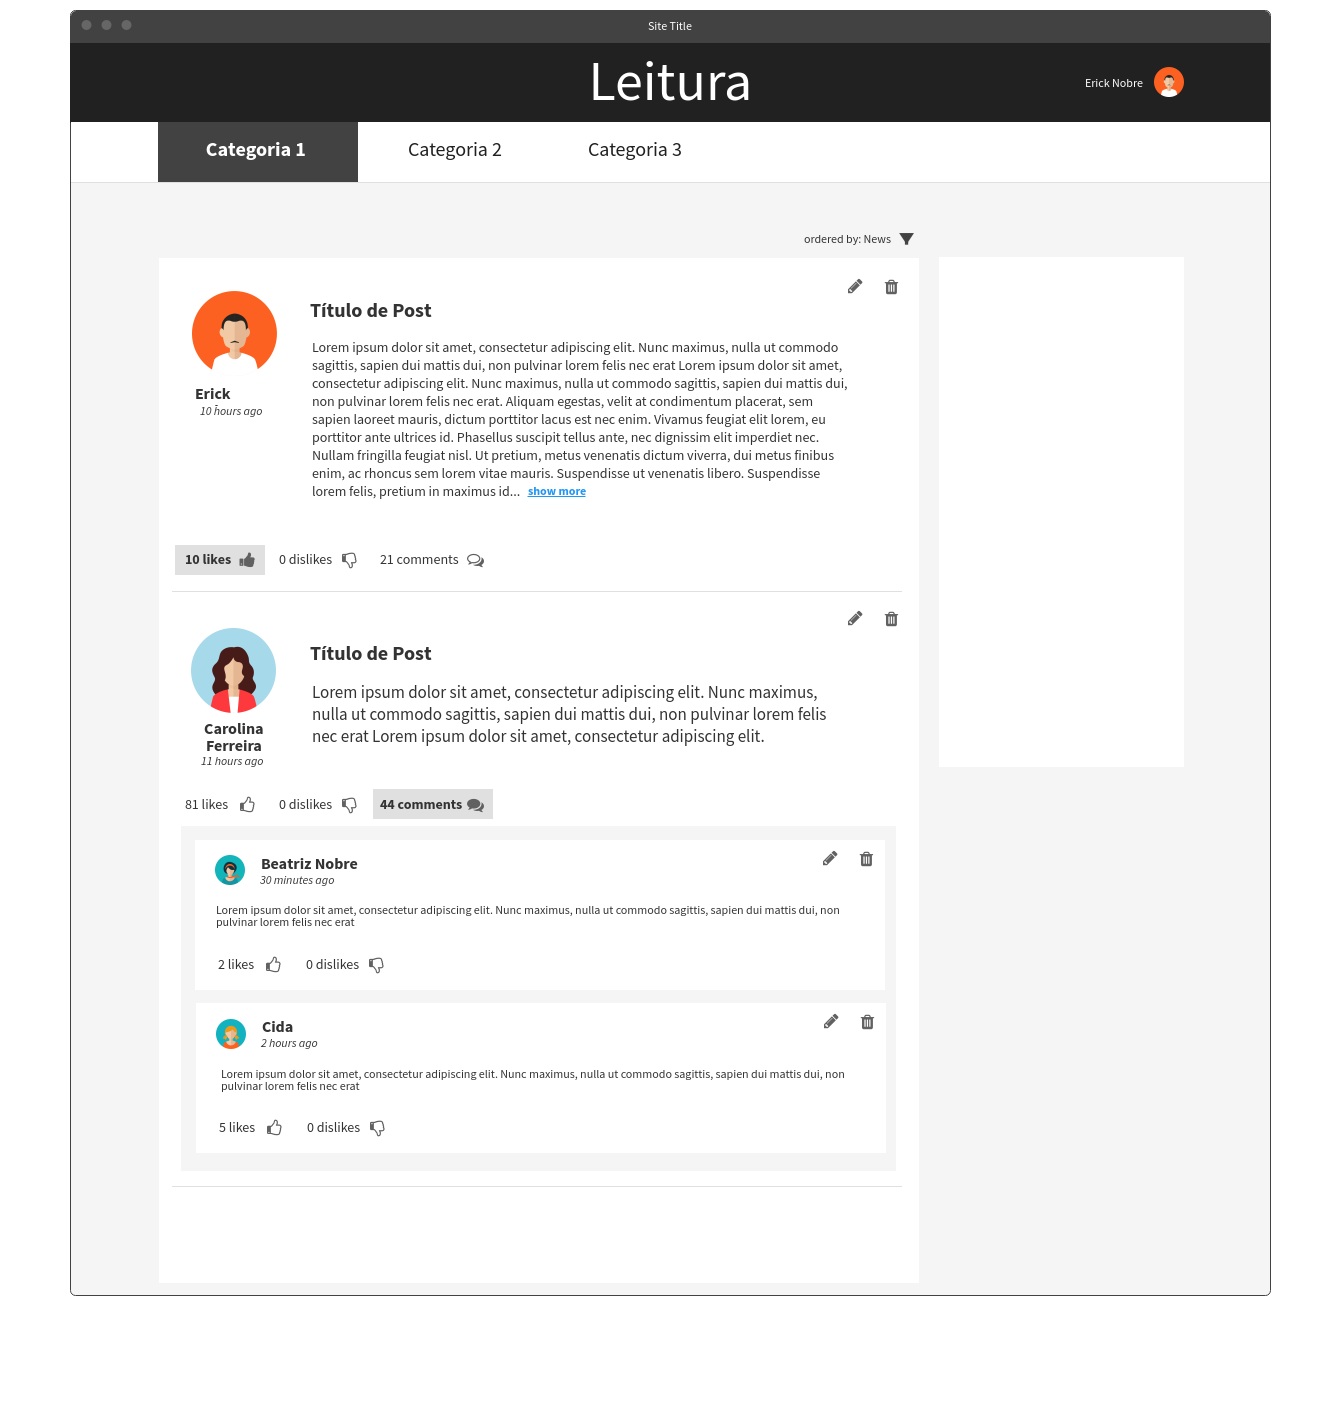 Site Title
Leitura
Erick Nobre
Categoria 1
Categoria 2
Categoria 3
ordered by: News
Título de Post
Lorem ipsum dolor sit amet, consectetur adipiscing elit. Nunc maximus, nulla ut commodo
sagittis, sapien dui mattis dui, non pulvinar lorem felis nec erat Lorem ipsum dolor sit amet,
consectetur adipiscing elit. Nunc maximus, nulla ut commodo sagittis, sapien dui mattis dui,
non pulvinar lorem felis nec erat. Aliquam egestas, velit at condimentum placerat, sem
sapien laoreet mauris, dictum porttitor lacus est nec enim. Vivamus feugiat elit lorem, eu
porttitor ante ultrices id. Phasellus suscipit tellus ante, nec dignissim elit imperdiet nec.
Nullam fringilla feugiat nisl. Ut pretium, metus venenatis dictum viverra, dui metus finibus
enim, ac rhoncus sem lorem vitae mauris. Suspendisse ut venenatis libero. Suspendisse
lorem felis, pretium in maximus id... show more
Erick
10 hours ago
10 likes
0 dislikes
21 comments
Título de Post
Lorem ipsum dolor sit amet, consectetur adipiscing elit. Nunc maximus,
nulla ut commodo sagittis, sapien dui mattis dui, non pulvinar lorem felis
nec erat Lorem ipsum dolor sit amet, consectetur adipiscing elit.
Carolina
Ferreira
11 hours ago
81 likes
0 dislikes
44 comments
Beatriz Nobre
30 minutes ago
Lorem ipsum dolor sit amet, consectetur adipiscing elit. Nunc maximus, nulla ut commodo sagittis, sapien dui mattis dui, non
pulvinar lorem felis nec erat
2 likes
0 dislikes
Cida
2 hours ago
Lorem ipsum dolor sit amet, consectetur adipiscing elit. Nunc maximus, nulla ut commodo sagittis, sapien dui mattis dui, non
pulvinar lorem felis nec erat
5 likes
0 dislikes